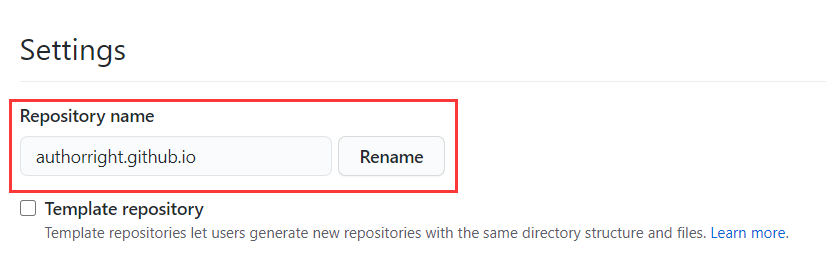 Settings
Repository name
authorright.github.io
Rename
Template repository
Template repositories let users generate new repositories with the same directory structure and files. Learn more.